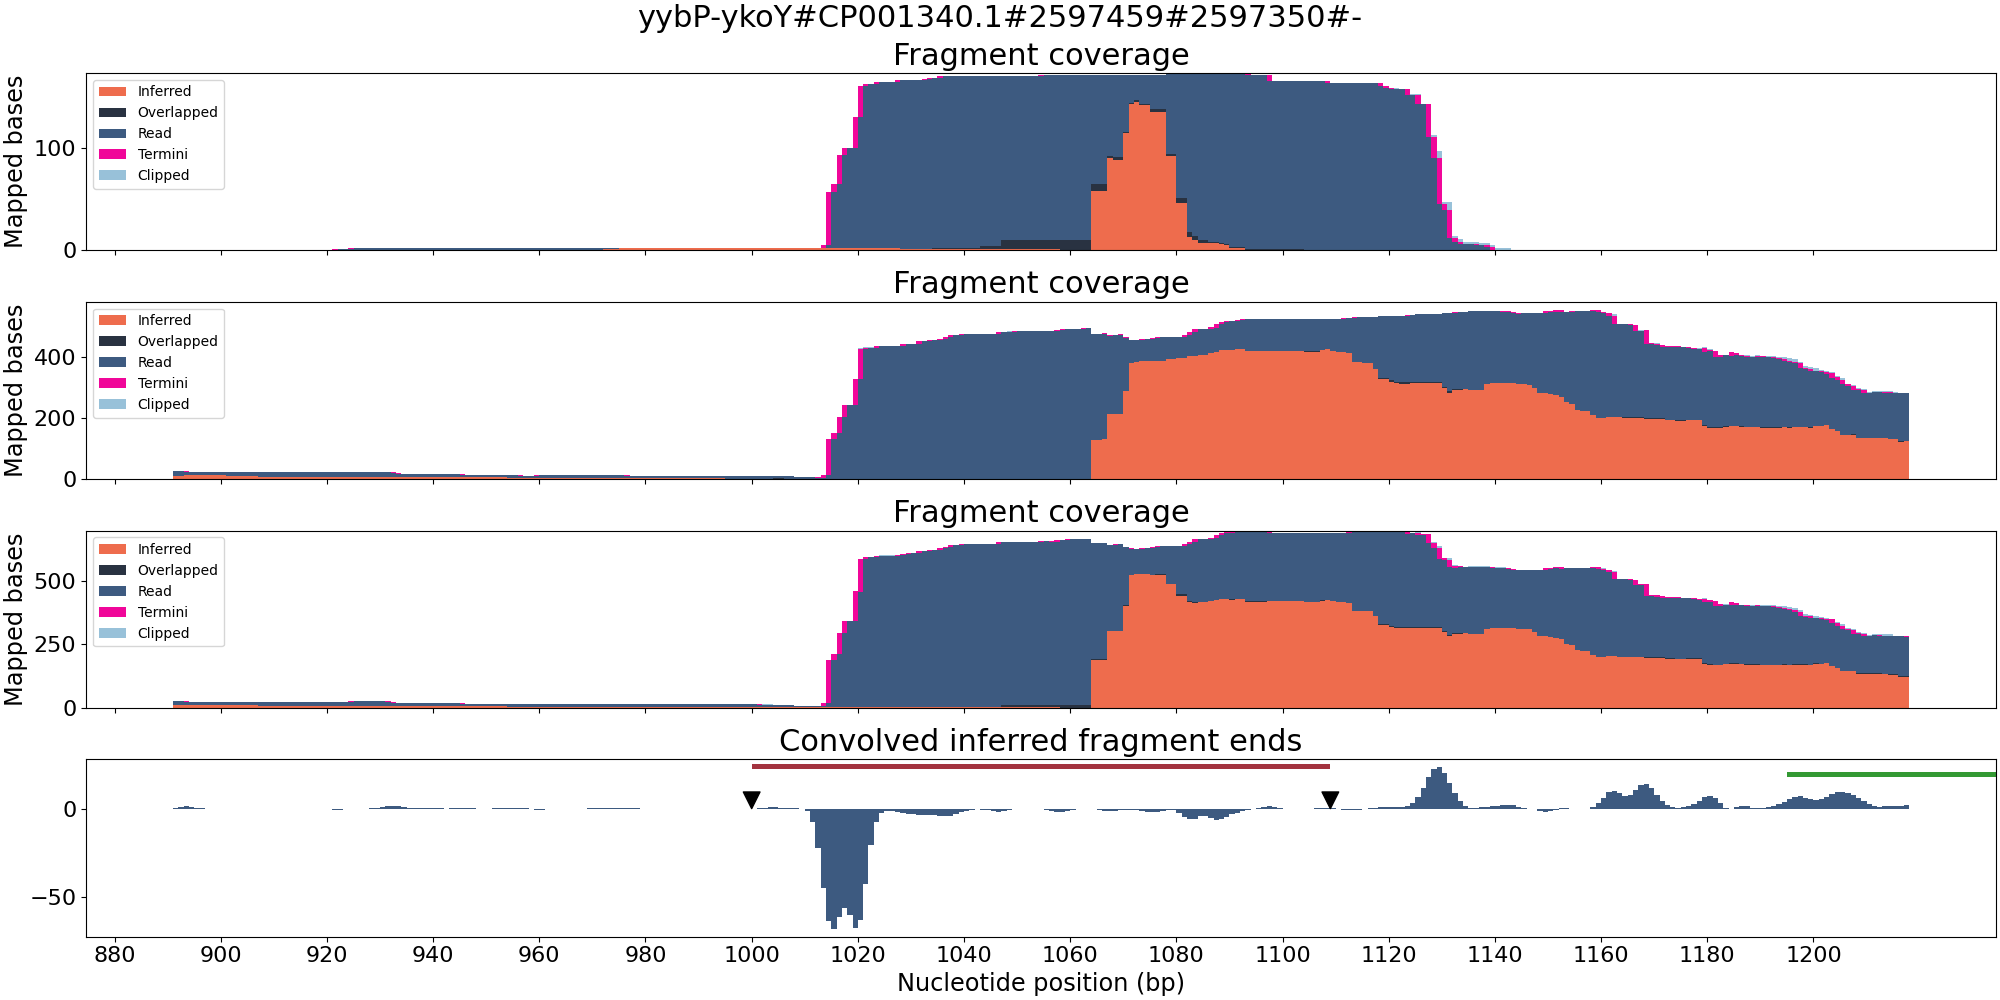 yybP-ykoY#CP001340.1#2597459#2597350#-
Fragment coverage
Mapped bases
100
0
Inferred
Overlapped
Read
Termini
Clipped
Fragment coverage
Mapped bases
400
200
0
Inferred
Overlapped
Read
Termini
Clipped
Fragment coverage
Mapped bases
500
250
0
Inferred
Overlapped
Read
Termini
Clipped
Convolved inferred fragment ends
0
−50
880 900 920 940 960 980 1000 1020 1040 1060 1080 1100 1120 1140 1160 1180 1200
Nucleotide position (bp)